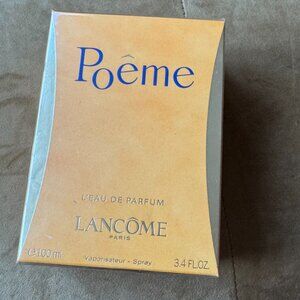 Poême
L'EAU DE PARFUM
LANCÔME
PARIS
℮ 100 ml
Vaporisateur - Spray
3.4 FL.OZ.